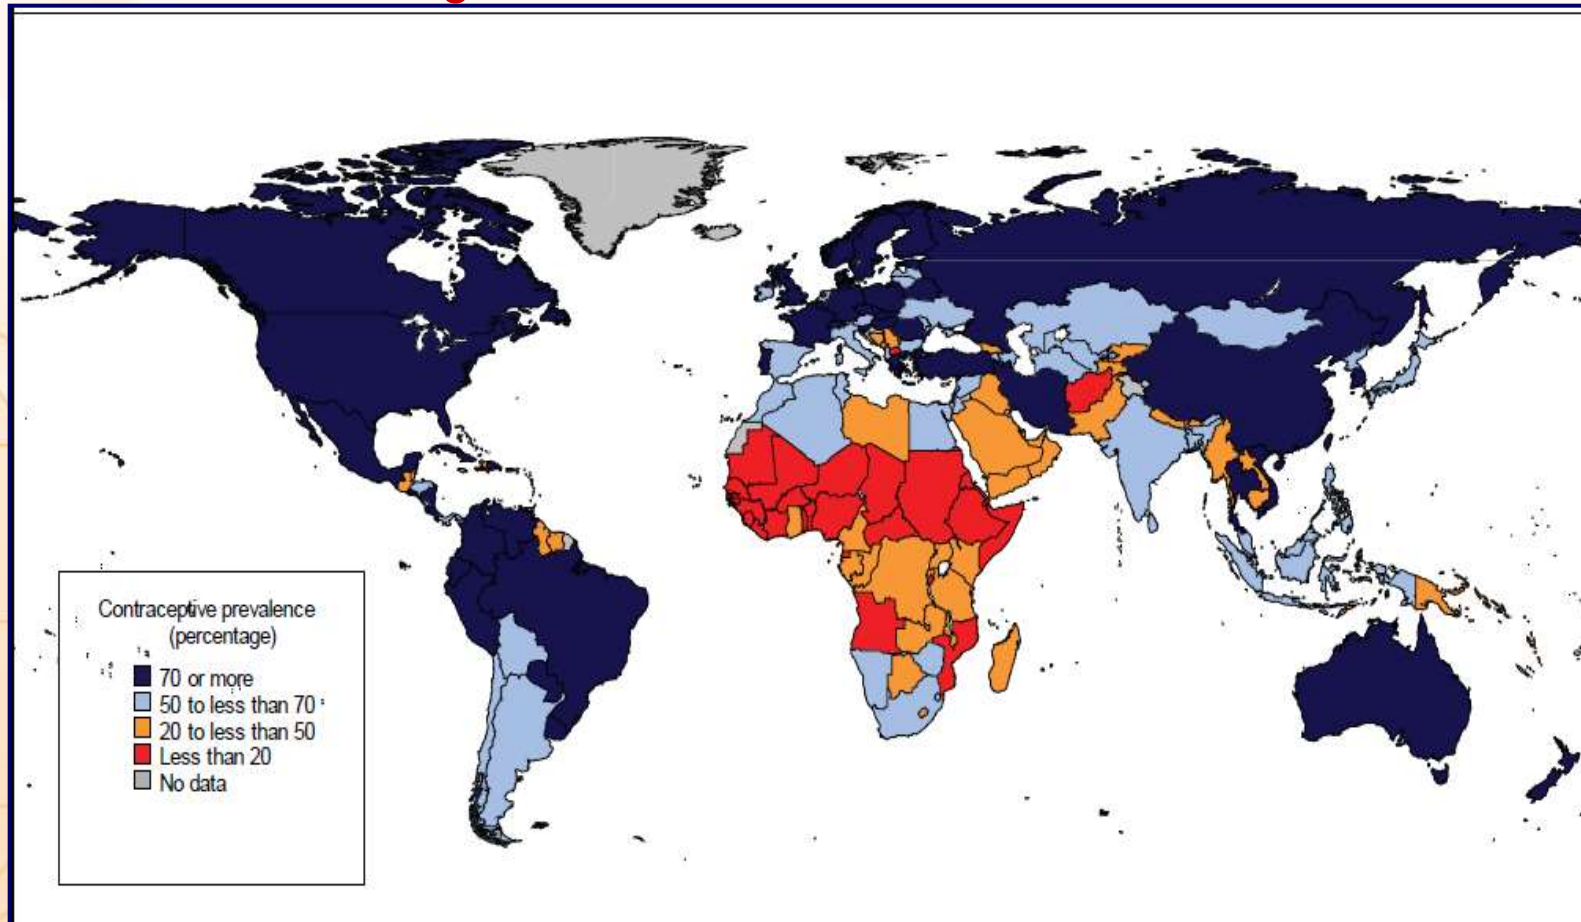 Contraceptive prevalence
(percentage)
70 or more
50 to less than 70
20 to less than 50
Less than 20
No data